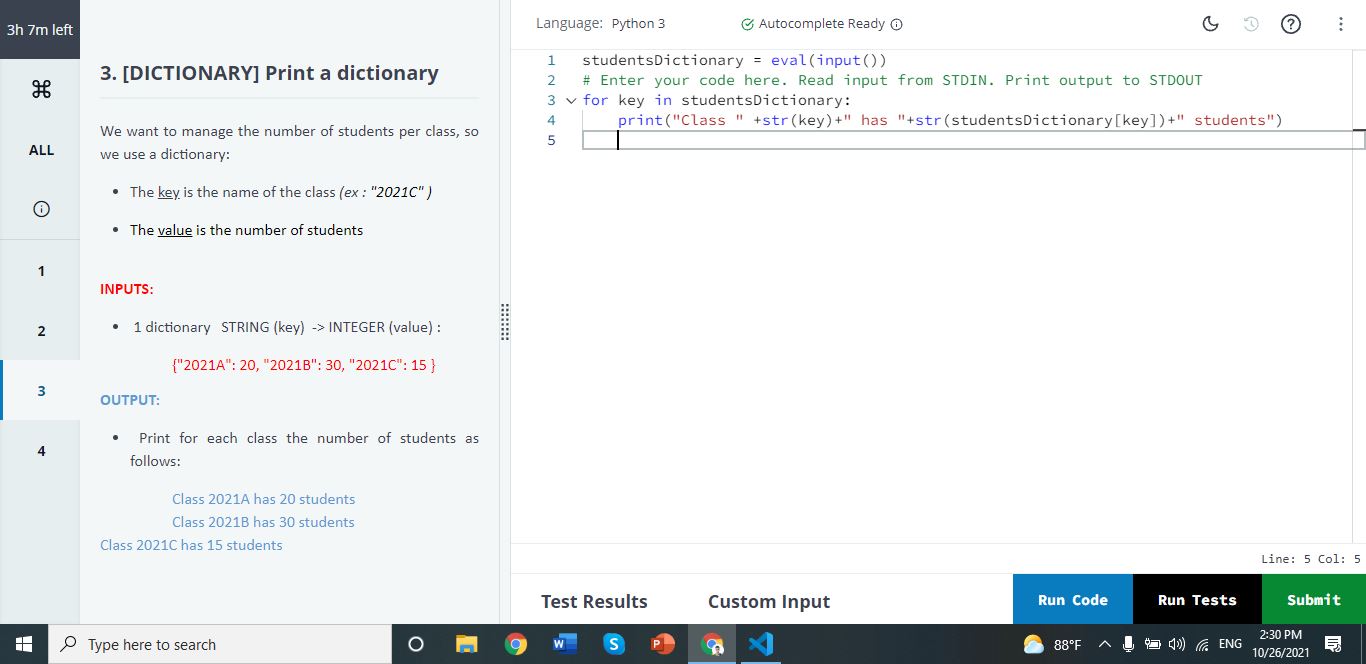 3h 7m left
ALL
1
2
3
4
3. [DICTIONARY] Print a dictionary
We want to manage the number of students per class, so
we use a dictionary:
• The key is the name of the class (ex : "2021C" )
• The value is the number of students
INPUTS:
• 1 dictionary STRING (key) -> INTEGER (value) :
{"2021A": 20, "2021B": 30, "2021C": 15 }
OUTPUT:
• Print for each class the number of students as
follows:
Class 2021A has 20 students
Class 2021B has 30 students
Class 2021C has 15 students
Language: Python 3
Autocomplete Ready
1 studentsDictionary = eval(input())
2 # Enter your code here. Read input from STDIN. Print output to STDOUT
3 for key in studentsDictionary:
4 print("Class " +str(key)+" has "+str(studentsDictionary[key])+" students")
5
Line: 5 Col: 5
Test Results
Custom Input
Run Code
Run Tests
Submit
Type here to search
88°F
ENG
2:30 PM
10/26/2021